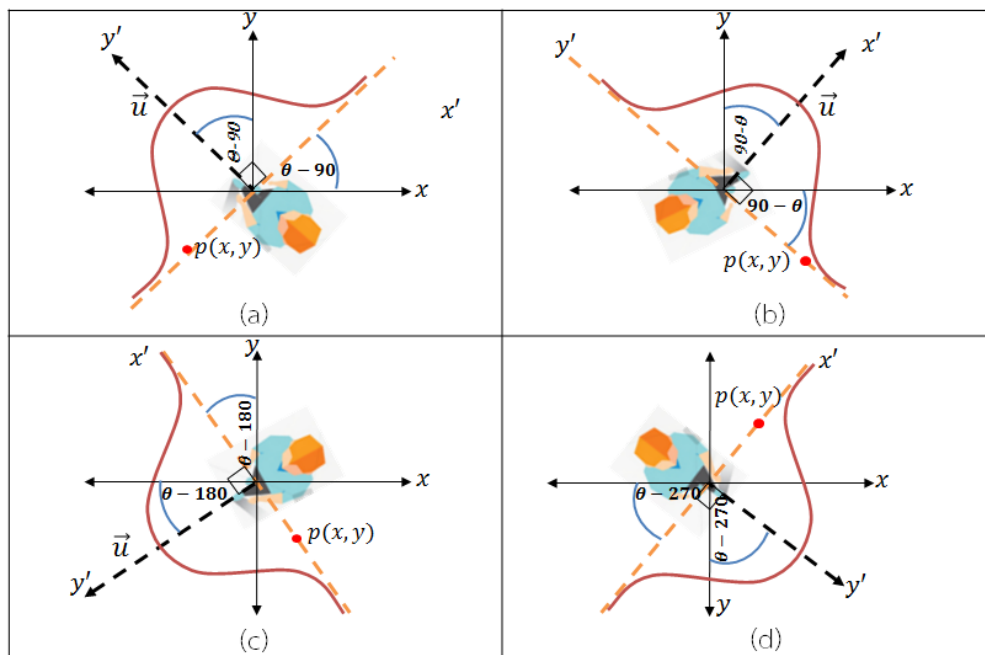 y
y′
x′
u⃗
θ-90
θ − 90
x
p(x, y)
(a)
y
y′
x′
u⃗
90-θ
x
90 − θ
p(x, y)
(b)
y
x′
θ − 180
x
θ − 180
p(x, y)
u⃗
y′
(c)
x′
p(x, y)
x
θ − 270
θ − 270
y′
y
(d)